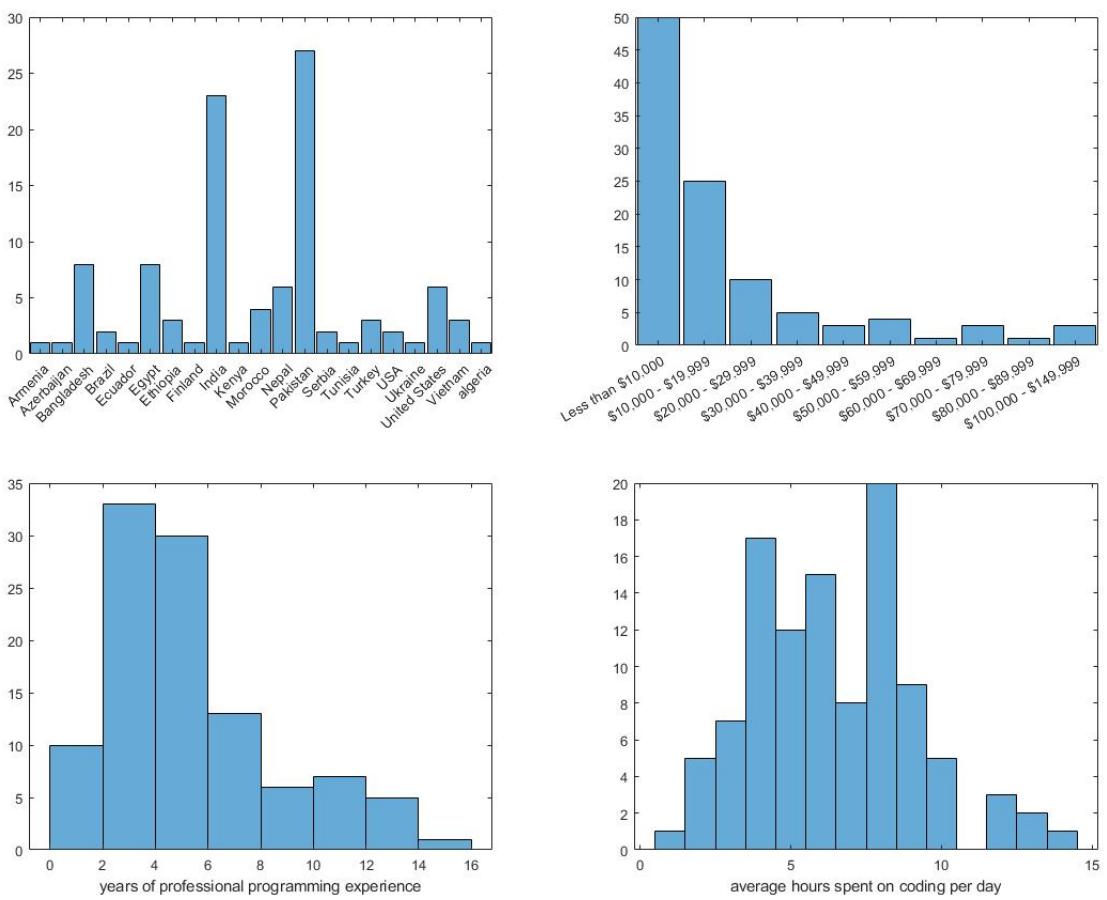 30
25
20
15
10
5
0
Armenia
Azerbaijan
Bangladesh
Brazil
Ecuador
Egypt
Ethiopia
Finland
India
Kenya
Morocco
Nepal
Pakistan
Serbia
Tunisia
Turkey
USA
Ukraine
United States
Vietnam
algeria
50
45
40
35
30
25
20
15
10
5
0
Less than $10,000
$10,000 - $19,999
$20,000 - $29,999
$30,000 - $39,999
$40,000 - $49,999
$50,000 - $59,999
$60,000 - $69,999
$70,000 - $79,999
$80,000 - $89,999
$100,000 - $149,999
35
30
25
20
15
10
5
0
0 2 4 6 8 10 12 14 16
years of professional programming experience
20
18
16
14
12
10
8
6
4
2
0
0 5 10 15
average hours spent on coding per day